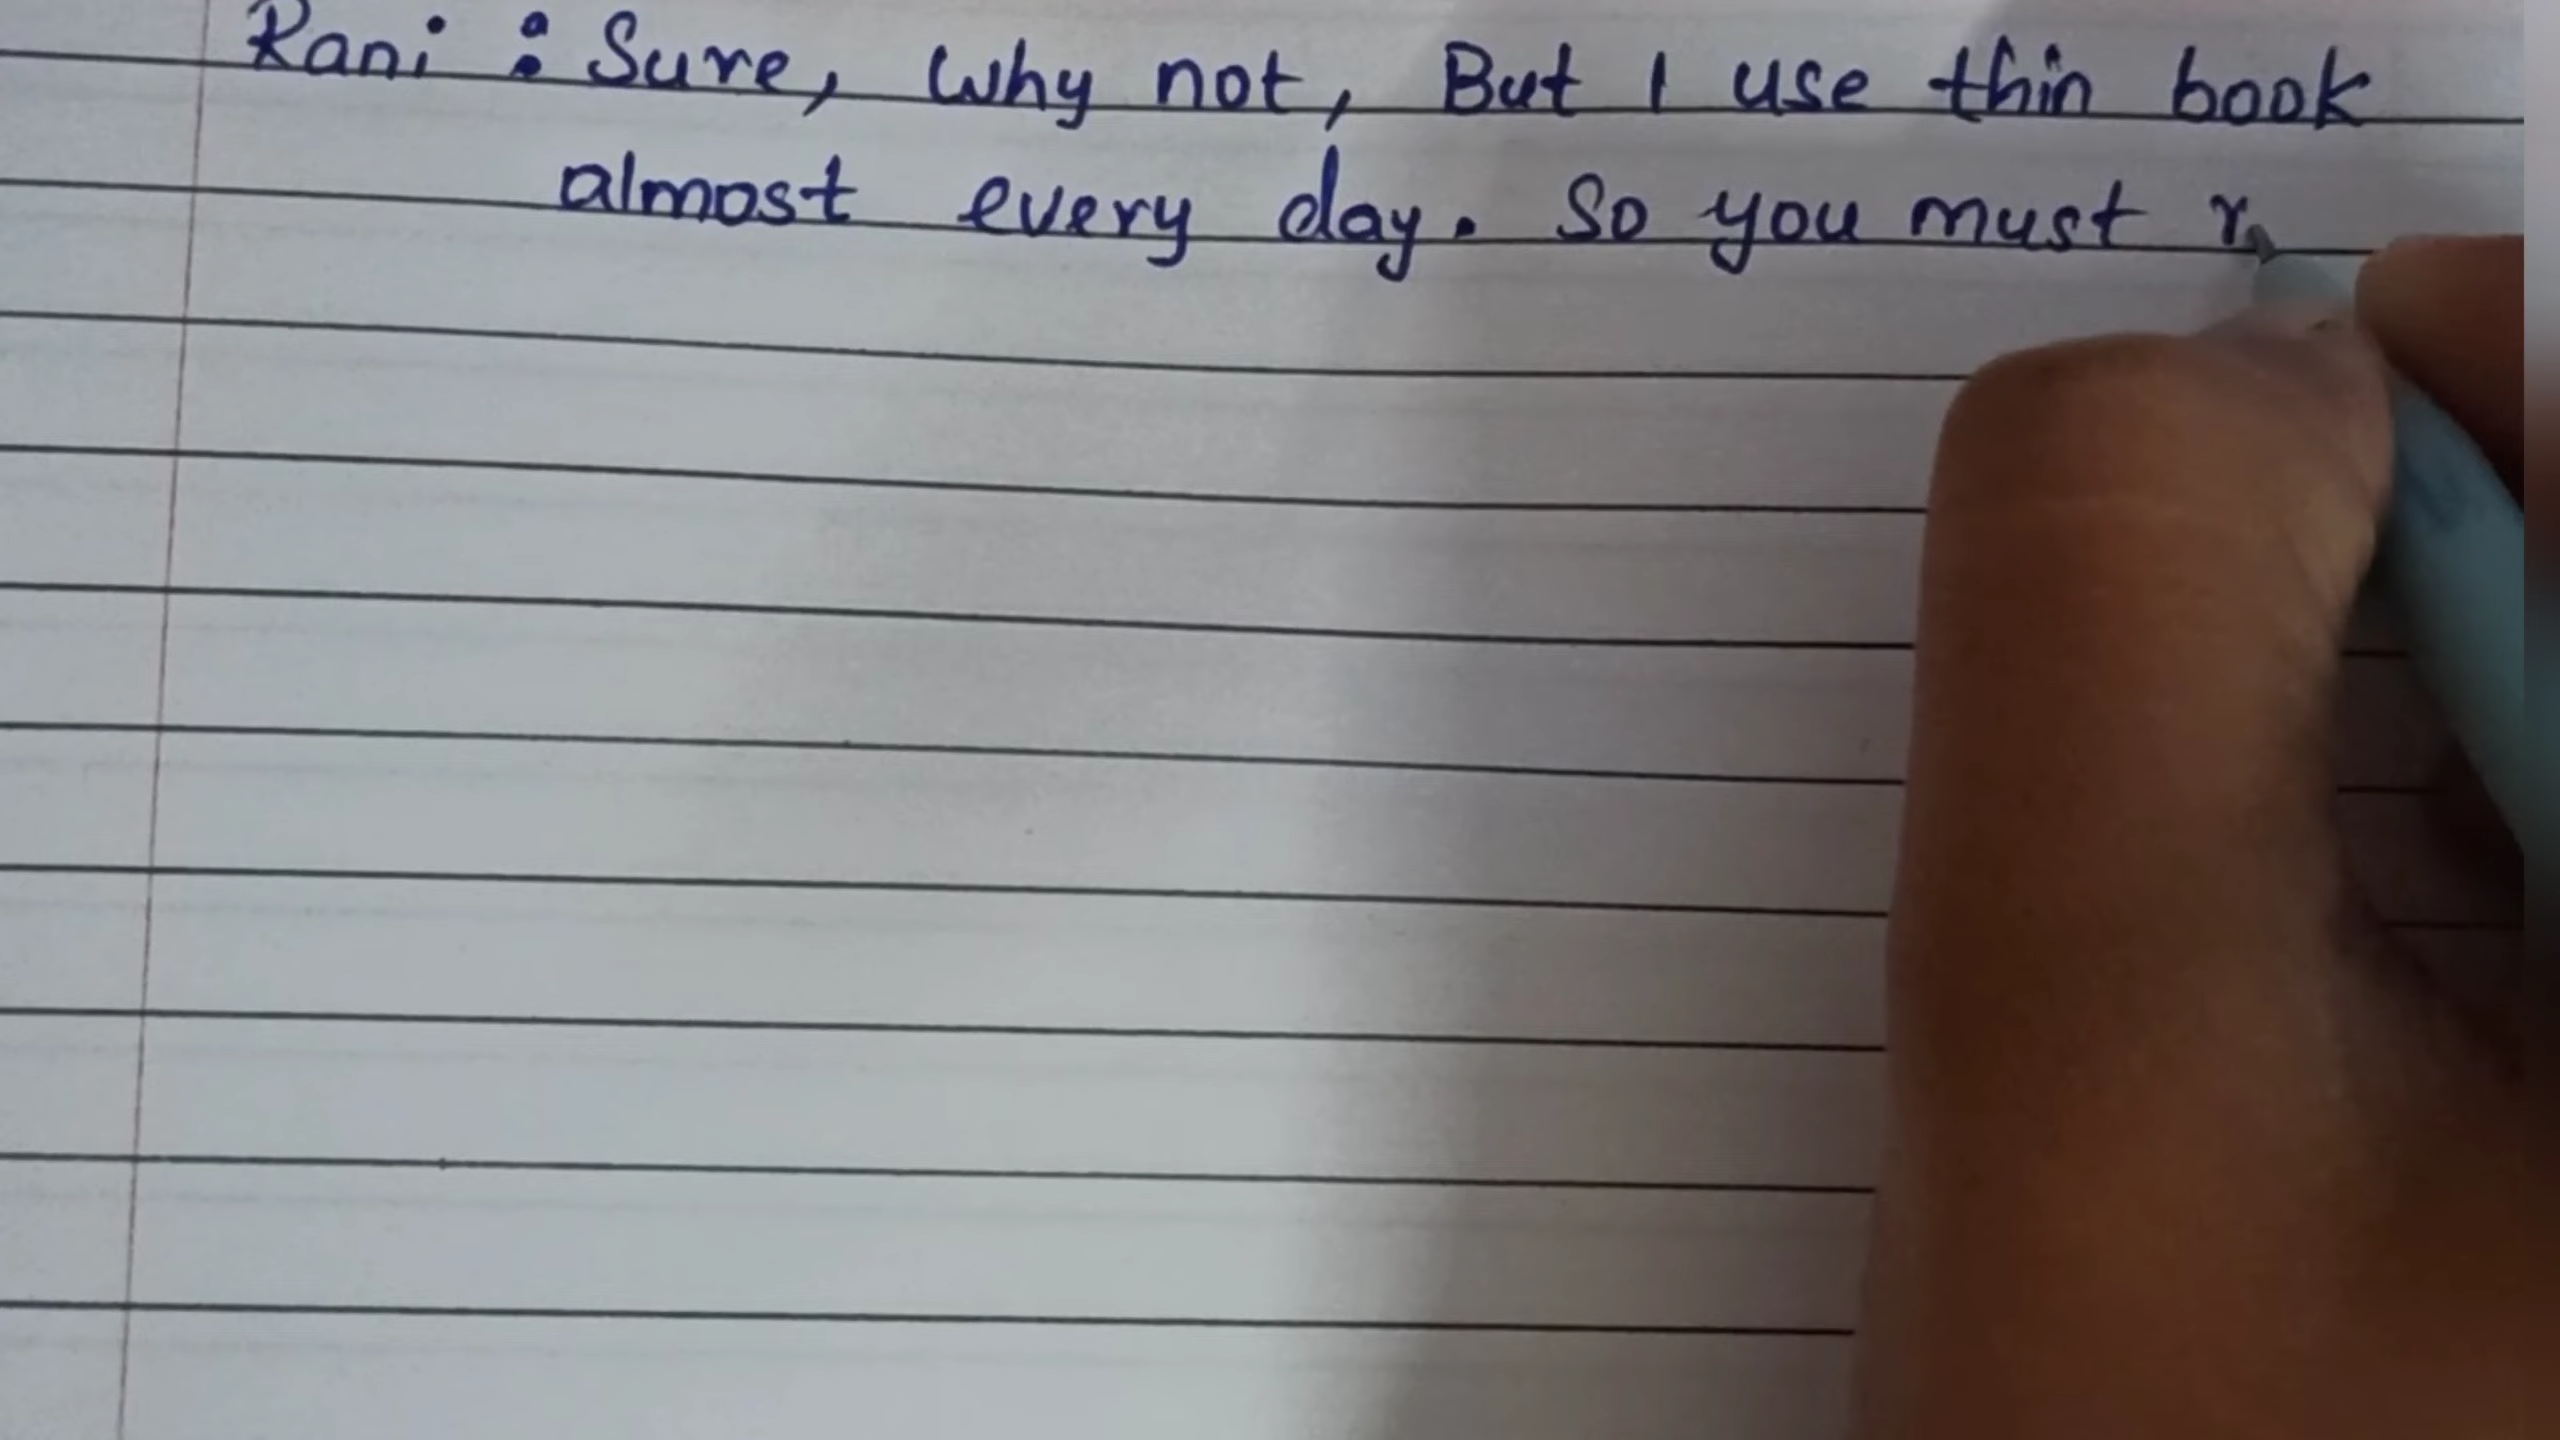 Rani : Sure, Why not, But I use thin book
almost every day. So you must r